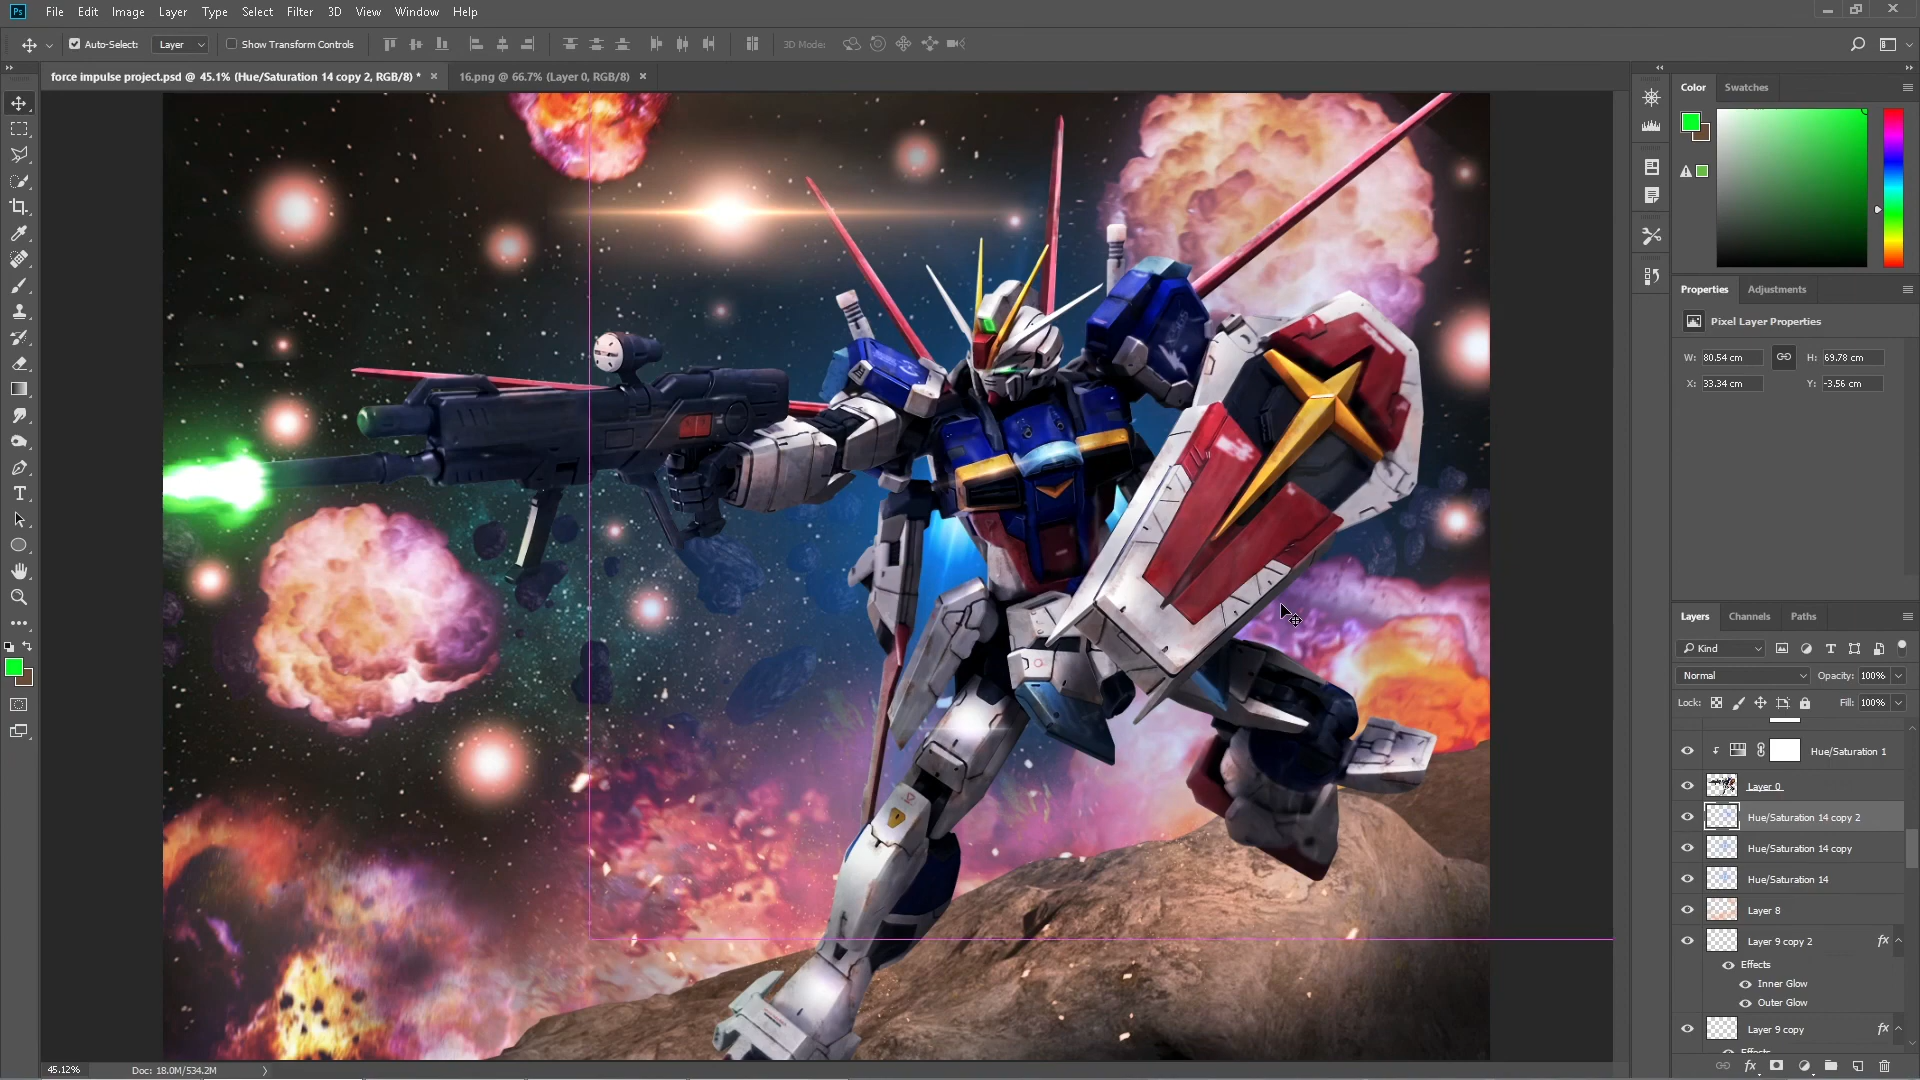 Ps File Edit Image Layer Type Select Filter 3D View Window Help
Auto-Select: Layer Show Transform Controls 3D Mode:
force impulse project.psd @ 45.1% (Hue/Saturation 14 copy 2, RGB/8) * × 16.png @ 66.7% (Layer 0, RGB/8) ×
Color Swatches
Properties Adjustments
Pixel Layer Properties
W: 80.54 cm H: 69.78 cm
X: 33.34 cm Y: -3.56 cm
Layers Channels Paths
Kind
Normal Opacity: 100%
Lock: Fill: 100%
Hue/Saturation 1
Layer 0
Hue/Saturation 14 copy 2
Hue/Saturation 14 copy
Hue/Saturation 14
Layer 8
Layer 9 copy 2 fx
Effects
Inner Glow
Outer Glow
Layer 9 copy fx
Effects
45.12% Doc: 18.0M/534.2M
fx